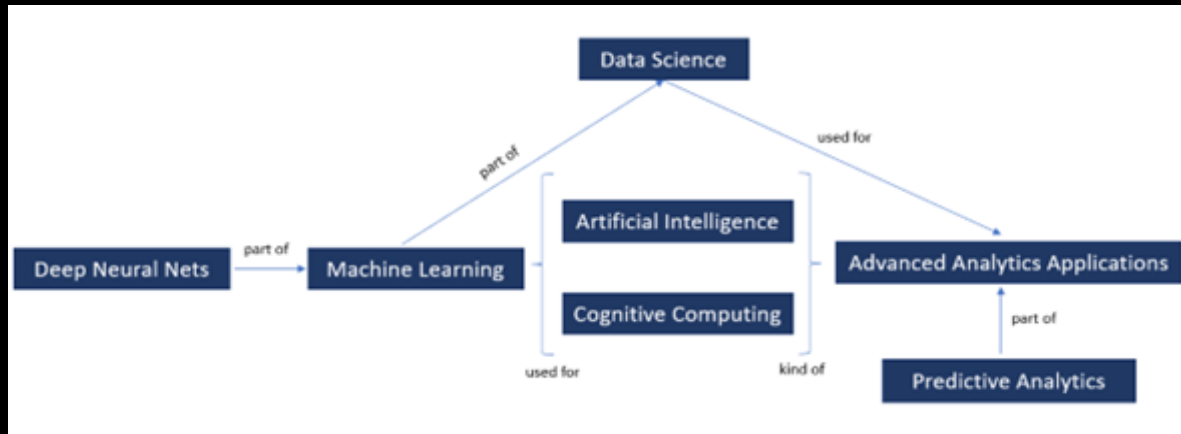 Data Science
part of
used for
Artificial Intelligence
part of
Deep Neural Nets
Machine Learning
Advanced Analytics Applications
Cognitive Computing
part of
used for
kind of
Predictive Analytics